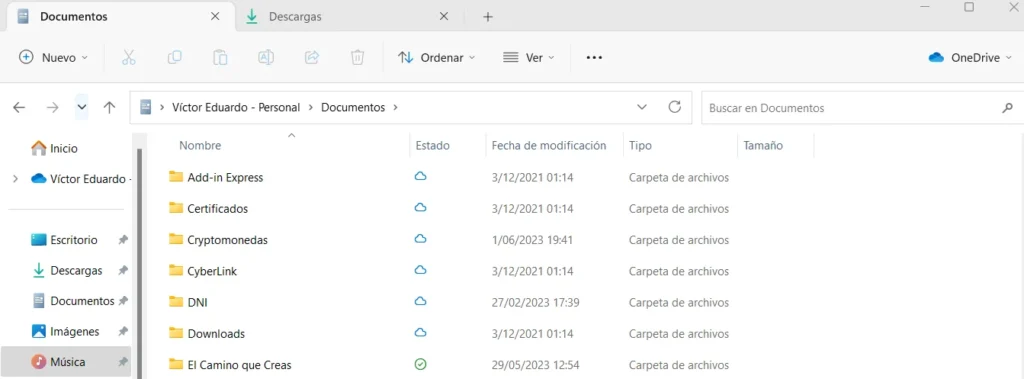 Documentos
Descargas
Nuevo
Ordenar
Ver
OneDrive
Víctor Eduardo - Personal > Documentos >
Buscar en Documentos
Inicio
Víctor Eduardo -
Escritorio
Descargas
Documentos
Imágenes
Música
Nombre Estado Fecha de modificación Tipo Tamaño
Add-in Express 3/12/2021 01:14 Carpeta de archivos
Certificados 3/12/2021 01:14 Carpeta de archivos
Cryptomonedas 1/06/2023 19:41 Carpeta de archivos
CyberLink 3/12/2021 01:14 Carpeta de archivos
DNI 27/02/2023 17:39 Carpeta de archivos
Downloads 3/12/2021 01:14 Carpeta de archivos
El Camino que Creas 29/05/2023 12:54 Carpeta de archivos